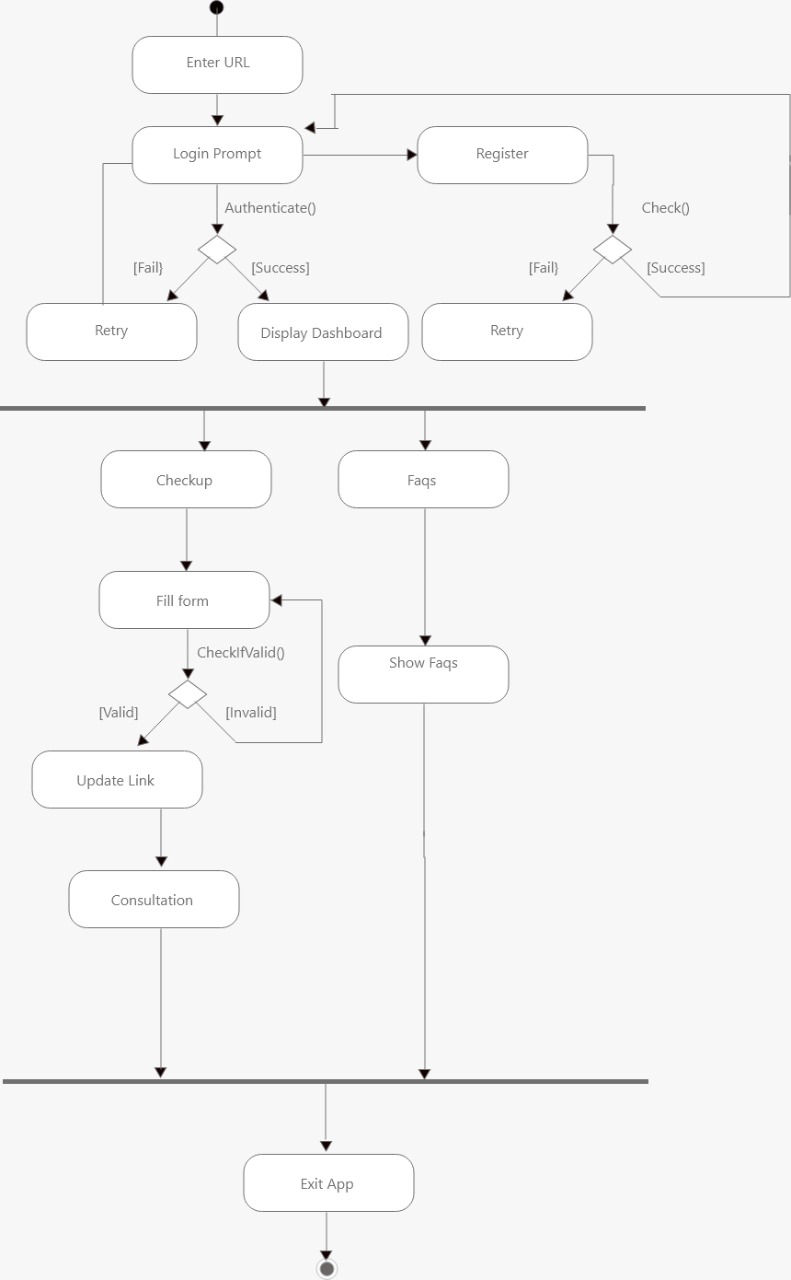 Enter URL
Login Prompt
Register
Authenticate()
Check()
[Fail}
[Success]
[Fail}
[Success]
Retry
Display Dashboard
Retry
Checkup
Faqs
Fill form
CheckIfValid()
Show Faqs
[Valid]
[Invalid]
Update Link
Consultation
Exit App